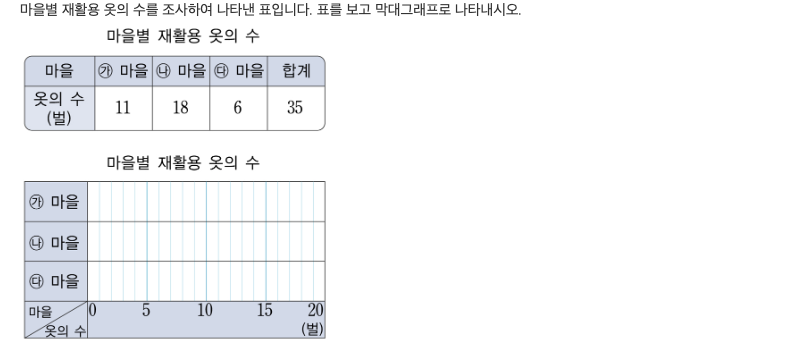 마을별 재활용 옷의 수를 조사하여 나타낸 표입니다. 표를 보고 막대그래프로 나타내시오.
마을별 재활용 옷의 수
마을 ㉮ 마을 ㉯ 마을 ㉰ 마을 합계
옷의 수
(벌) 11 18 6 35
마을별 재활용 옷의 수
㉮ 마을
㉯ 마을
㉰ 마을
마을 0 5 10 15 20
옷의 수 (벌)